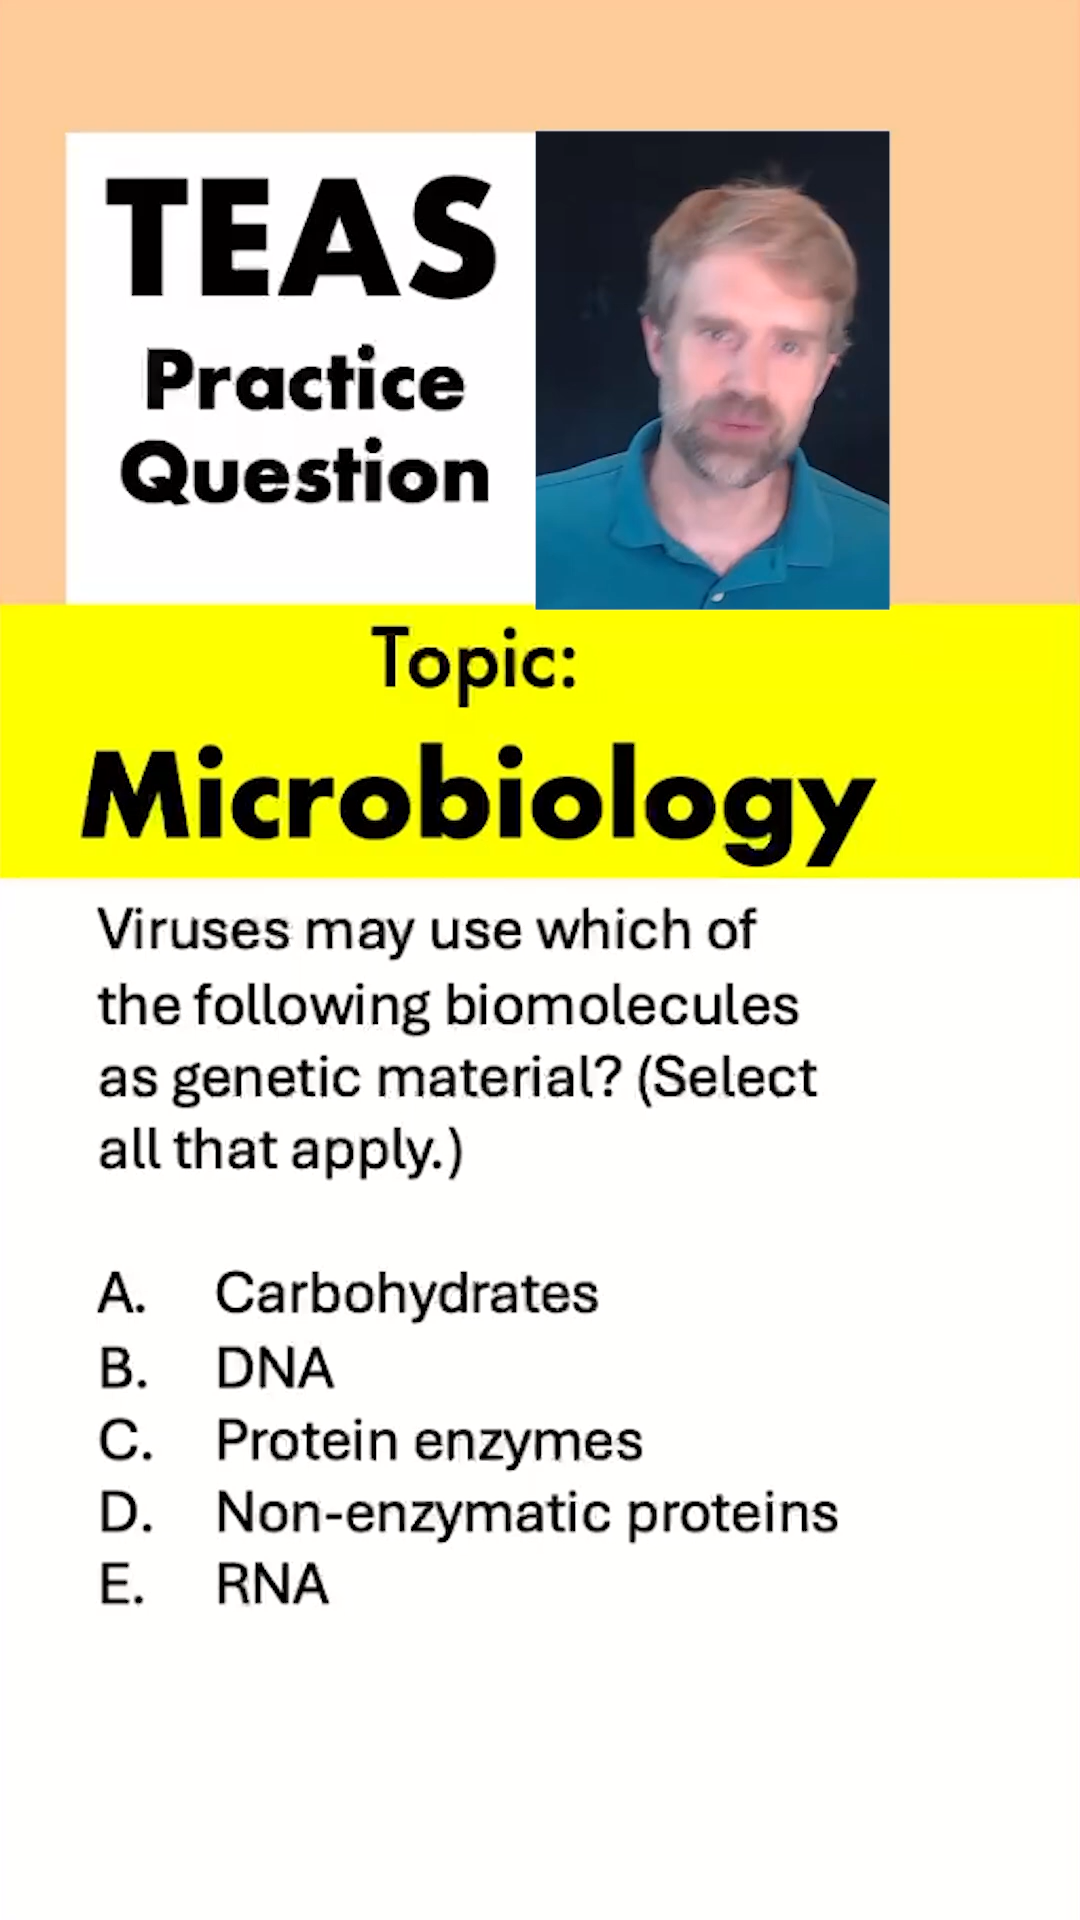 TEAS
Practice
Question
Topic:
Microbiology
Viruses may use which of
the following biomolecules
as genetic material? (Select
all that apply.)
A. Carbohydrates
B. DNA
C. Protein enzymes
D. Non-enzymatic proteins
E. RNA